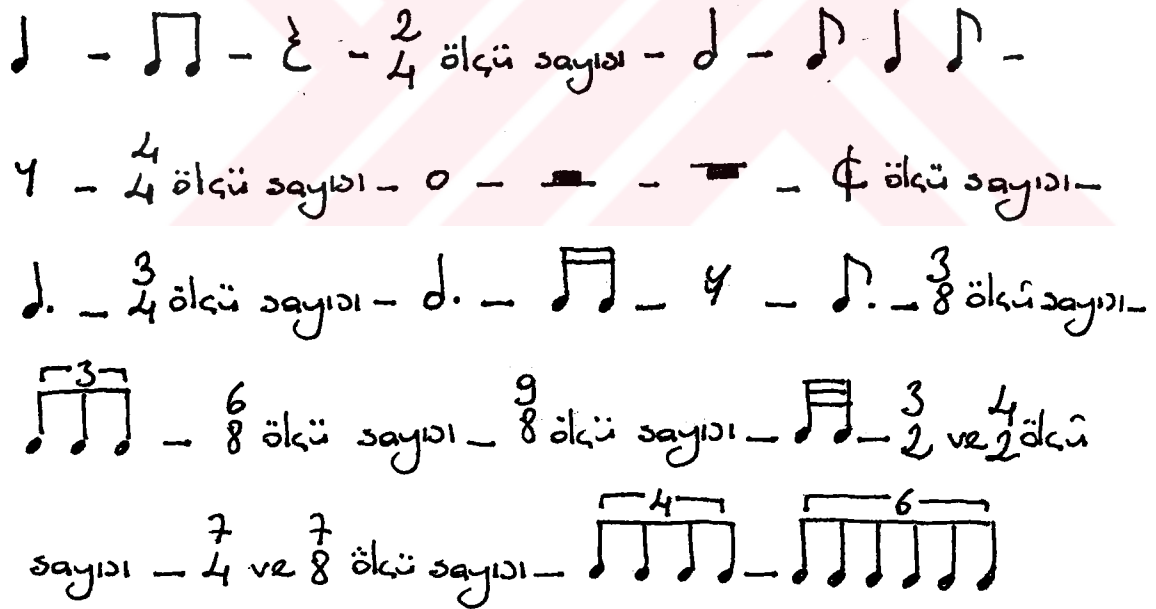 ♩ - ♫ - 𝄽 - 2/4 ölçü sayısı - 𝅗𝅥 - ♪ ♩ ♪ -
𝄾 - 4/4 ölçü sayısı - 𝅝 - 𝄼 - 𝄻 - 𝄵 ölçü sayısı -
♩. - 3/4 ölçü sayısı - 𝅗𝅥. - ♬ - 𝄿 - ♪. - 3/8 ölçü sayısı -
3 - 6/8 ölçü sayısı - 9/8 ölçü sayısı - - 3/2 ve 4/2 ölçü
sayısı - 7/4 ve 7/8 ölçü sayısı - 4 - 6